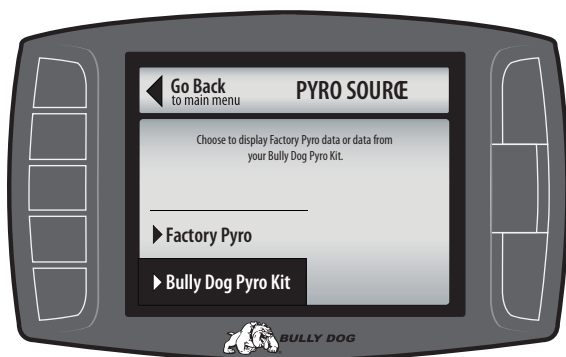 Go Back
to main menu
PYRO SOURCE
Choose to display Factory Pyro data or data from
your Bully Dog Pyro Kit.
Factory Pyro
Bully Dog Pyro Kit
BULLY DOG